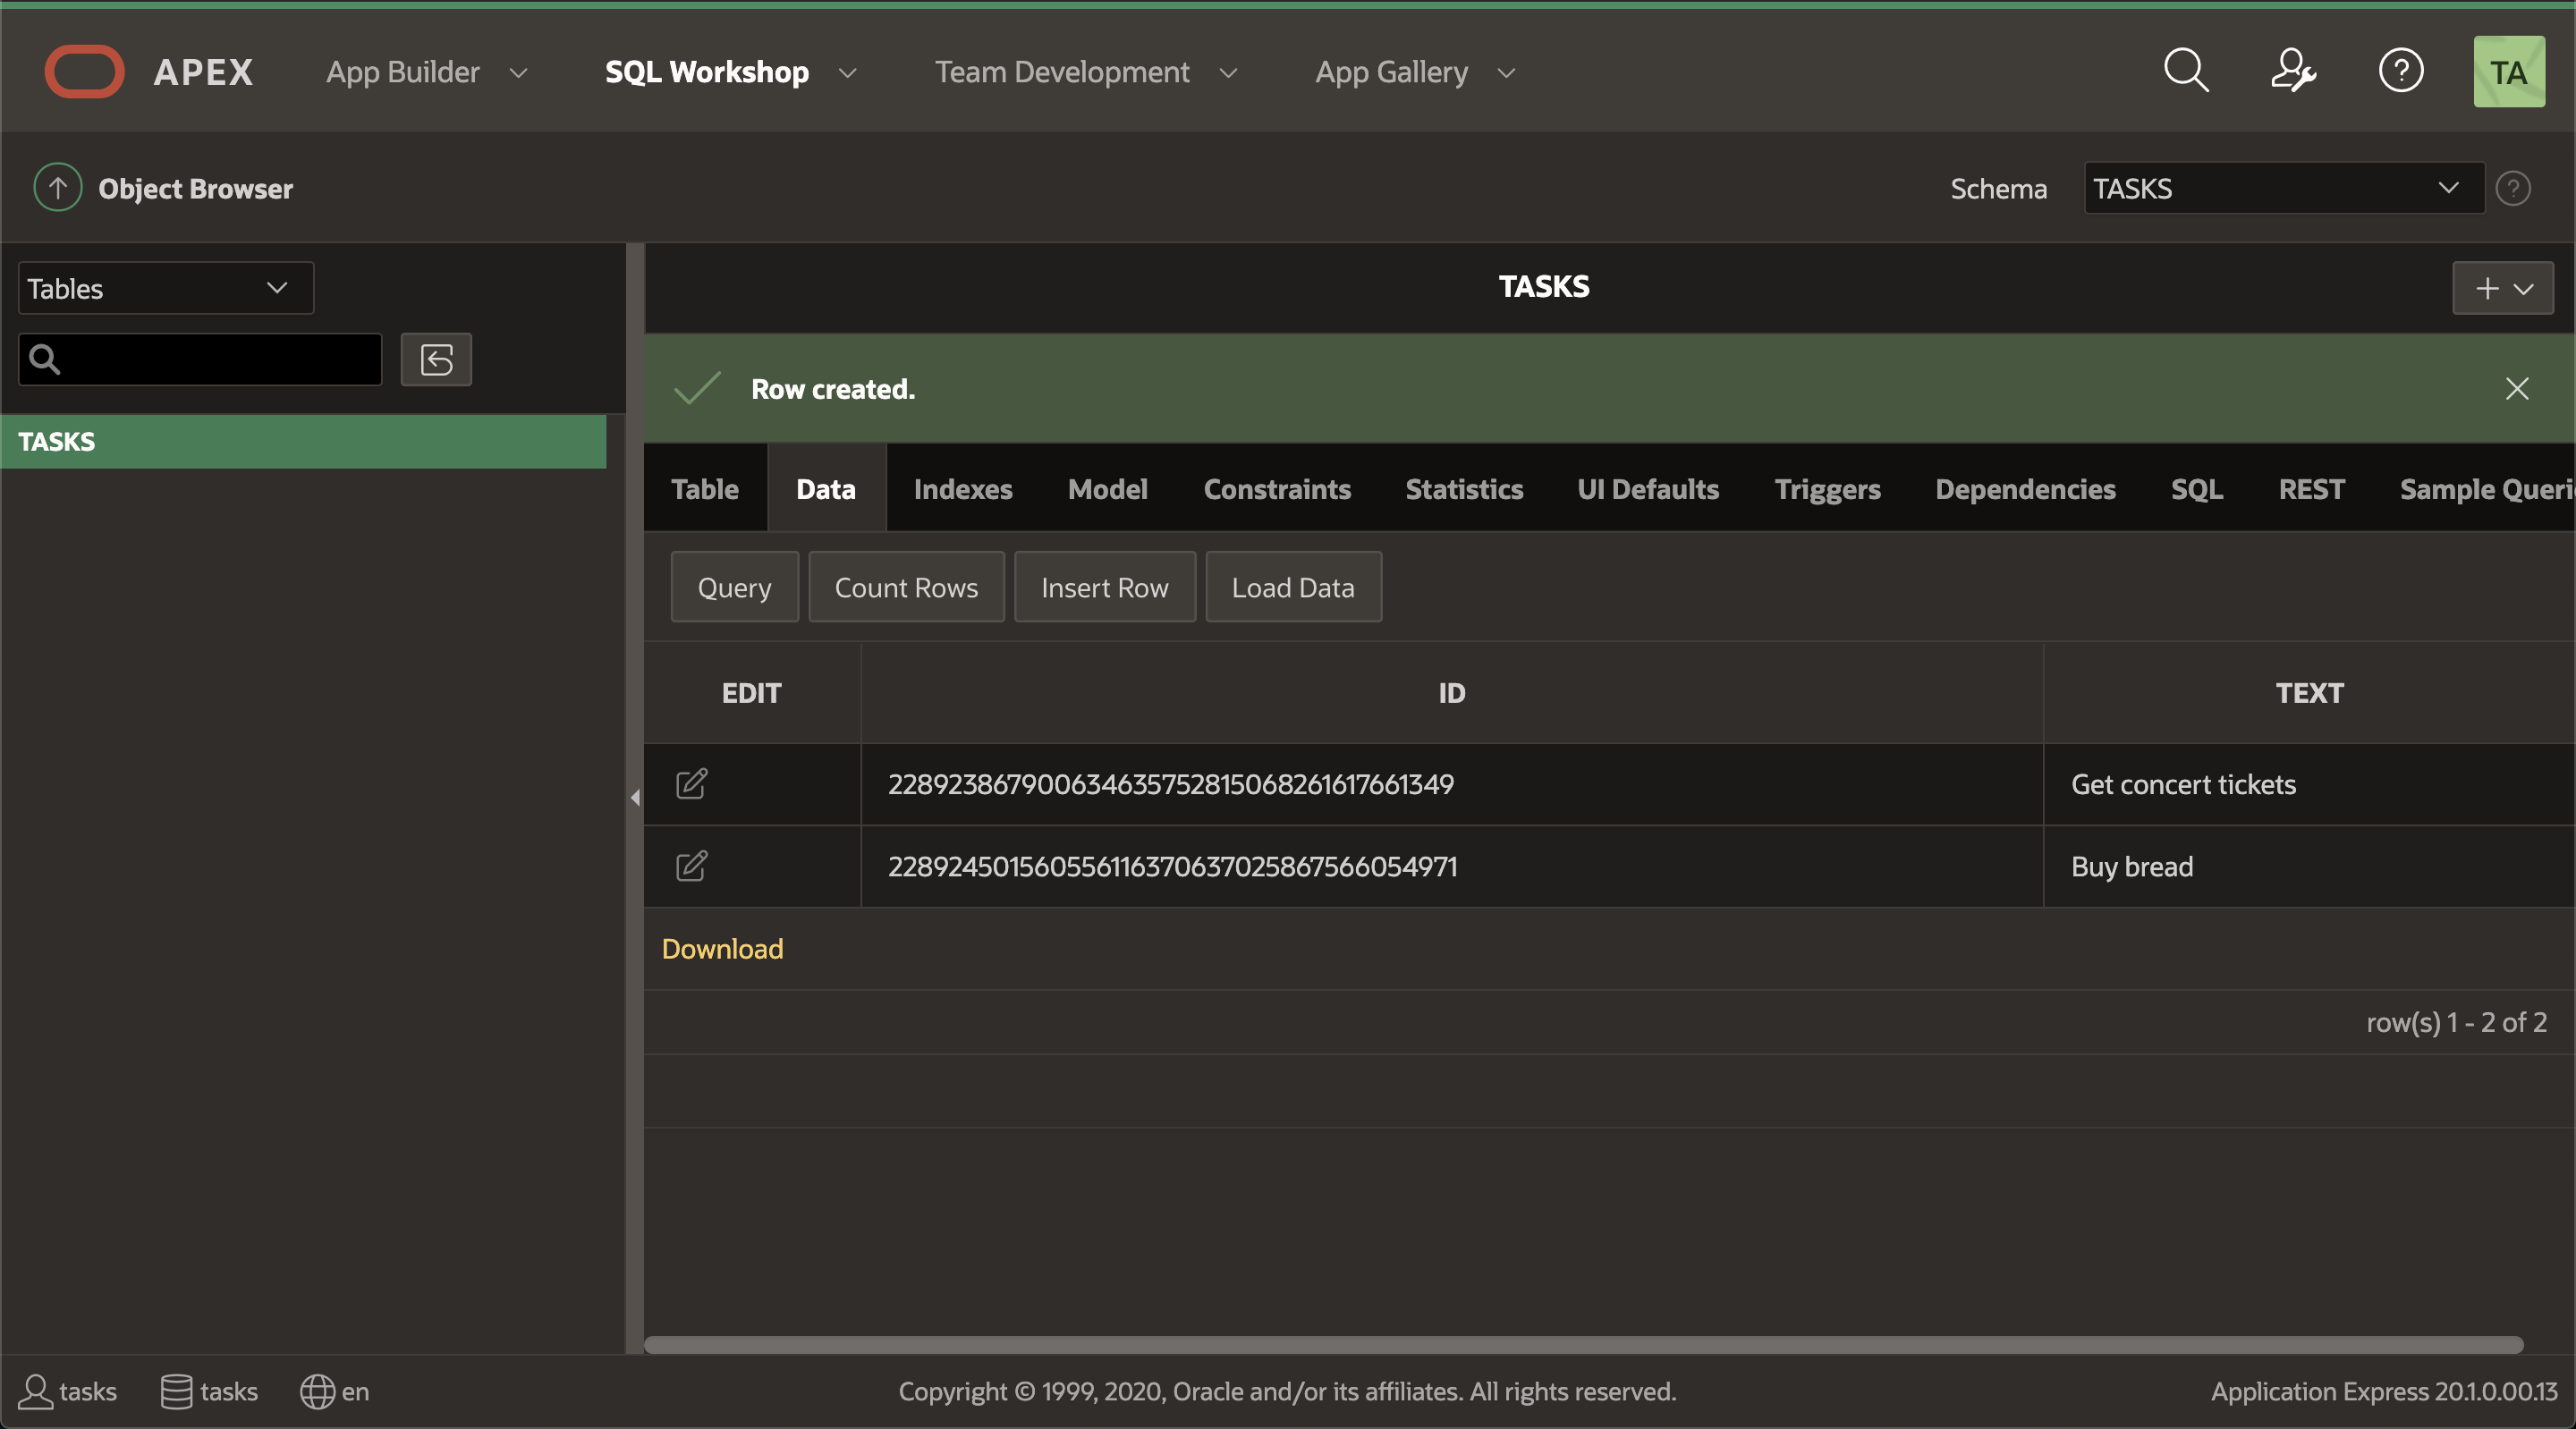 APEX App Builder SQL Workshop Team Development App Gallery TA
Object Browser Schema TASKS
Tables
TASKS
TASKS
Row created.
Table Data Indexes Model Constraints Statistics UI Defaults Triggers Dependencies SQL REST Sample Queri
Query Count Rows Insert Row Load Data
EDIT ID TEXT
228923867900634635752815068261617661349 Get concert tickets
228924501560556116370637025867566054971 Buy bread
Download
row(s) 1 - 2 of 2
tasks tasks en Copyright © 1999, 2020, Oracle and/or its affiliates. All rights reserved. Application Express 20.1.0.00.13